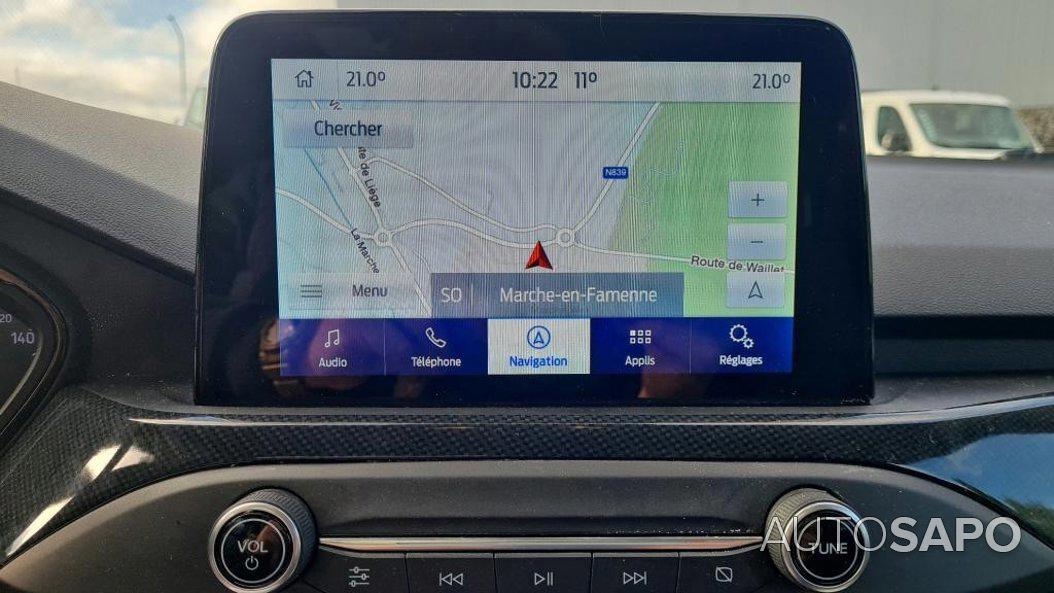 21.0°
10:22 11°
21.0°
Chercher
N839
te de Liège
La Marche
Route de Waillet
Menu
SO
Marche-en-Famenne
Audio
Téléphone
Navigation
Applis
Réglages
140
VOL
TUNE
AUTOSAPO